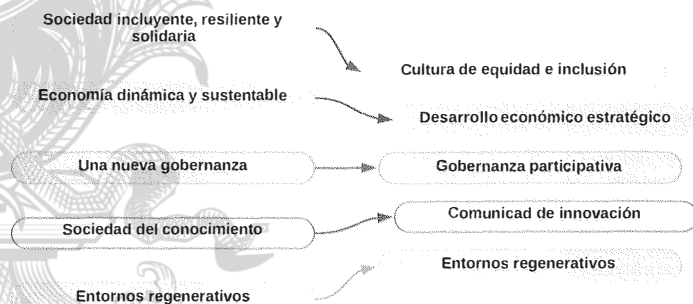 Sociedad incluyente, resiliente y
solidaria
Cultura de equidad e inclusión
Economía dinámica y sustentable
Desarrollo económico estratégico
Una nueva gobernanza
Gobernanza participativa
Sociedad del conocimiento
Comunicad de innovación
Entornos regenerativos
Entornos regenerativos